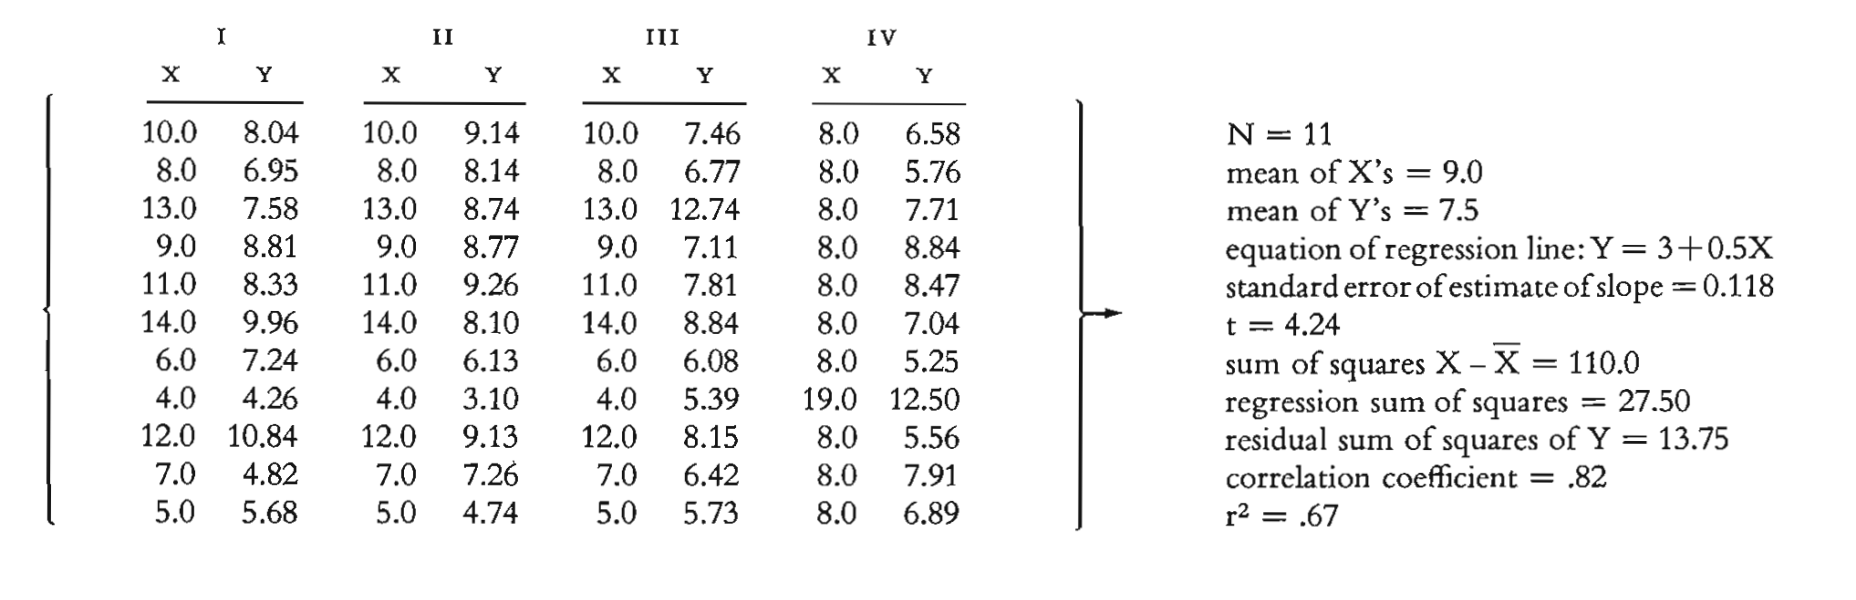 I II III IV
X Y X Y X Y X Y
10.0 8.04 10.0 9.14 10.0 7.46 8.0 6.58
8.0 6.95 8.0 8.14 8.0 6.77 8.0 5.76
13.0 7.58 13.0 8.74 13.0 12.74 8.0 7.71
9.0 8.81 9.0 8.77 9.0 7.11 8.0 8.84
11.0 8.33 11.0 9.26 11.0 7.81 8.0 8.47
14.0 9.96 14.0 8.10 14.0 8.84 8.0 7.04
6.0 7.24 6.0 6.13 6.0 6.08 8.0 5.25
4.0 4.26 4.0 3.10 4.0 5.39 19.0 12.50
12.0 10.84 12.0 9.13 12.0 8.15 8.0 5.56
7.0 4.82 7.0 7.26 7.0 6.42 8.0 7.91
5.0 5.68 5.0 4.74 5.0 5.73 8.0 6.89
N = 11
mean of X's = 9.0
mean of Y's = 7.5
equation of regression line: Y = 3+0.5X
standard error of estimate of slope = 0.118
t = 4.24
sum of squares X – X̅ = 110.0
regression sum of squares = 27.50
residual sum of squares of Y = 13.75
correlation coefficient = .82
r² = .67